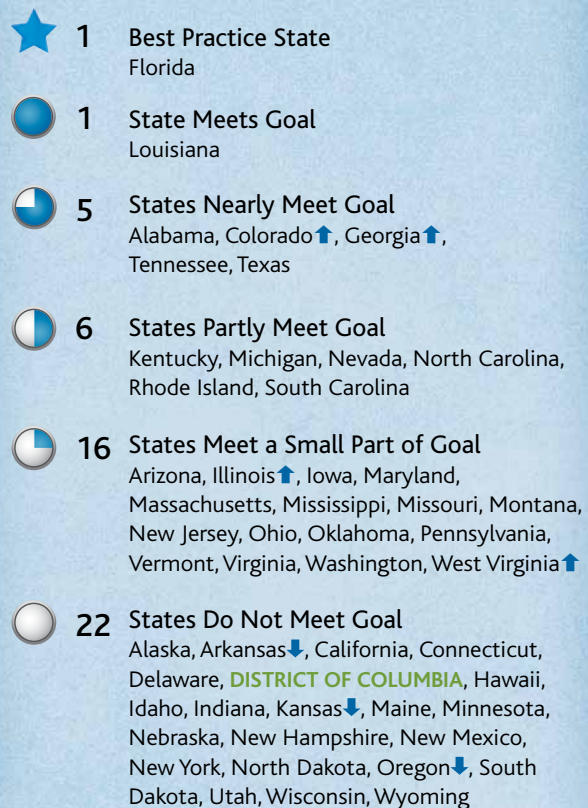 1 Best Practice State
Florida
1 State Meets Goal
Louisiana
5 States Nearly Meet Goal
Alabama, Colorado⬆, Georgia⬆,
Tennessee, Texas
6 States Partly Meet Goal
Kentucky, Michigan, Nevada, North Carolina,
Rhode Island, South Carolina
16 States Meet a Small Part of Goal
Arizona, Illinois⬆, Iowa, Maryland,
Massachusetts, Mississippi, Missouri, Montana,
New Jersey, Ohio, Oklahoma, Pennsylvania,
Vermont, Virginia, Washington, West Virginia⬆
22 States Do Not Meet Goal
Alaska, Arkansas⬇, California, Connecticut,
Delaware, DISTRICT OF COLUMBIA, Hawaii,
Idaho, Indiana, Kansas⬇, Maine, Minnesota,
Nebraska, New Hampshire, New Mexico,
New York, North Dakota, Oregon⬇, South
Dakota, Utah, Wisconsin, Wyoming